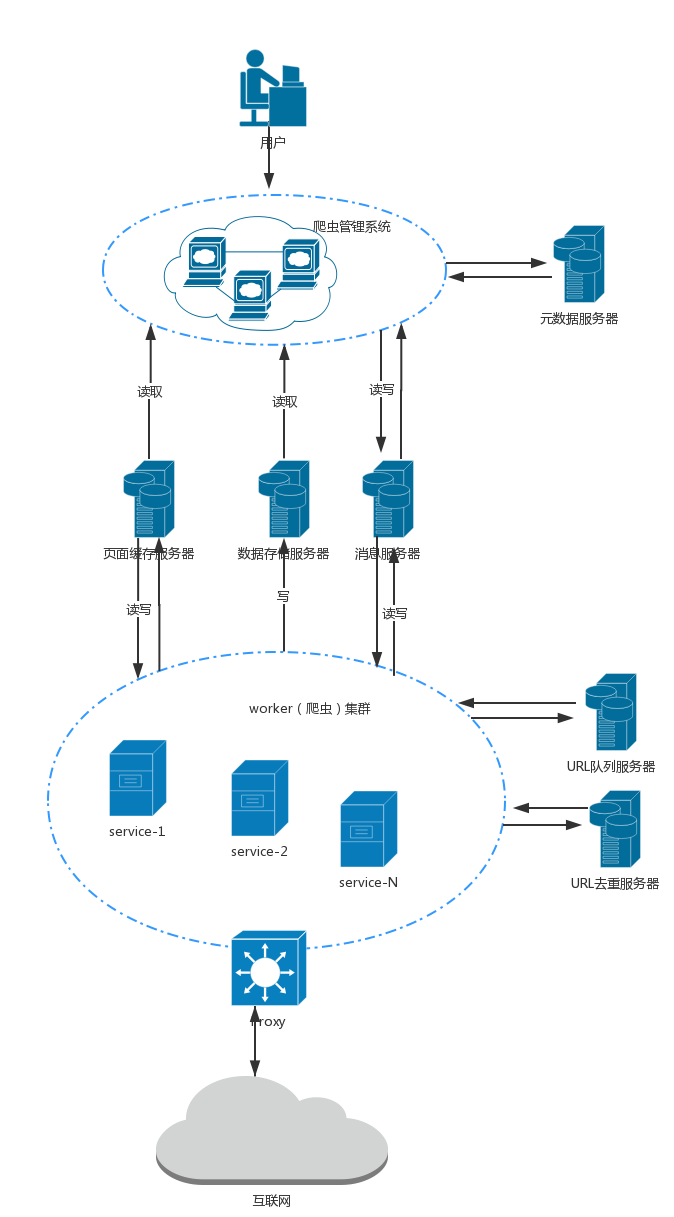 用户
爬虫管理系统
元数据服务器
读取
读取
读写
页面缓存服务器
数据存储服务器
消息服务器
读写
写
读写
worker（爬虫）集群
URL队列服务器
service-1
service-2
service-N
URL去重服务器
Proxy
互联网